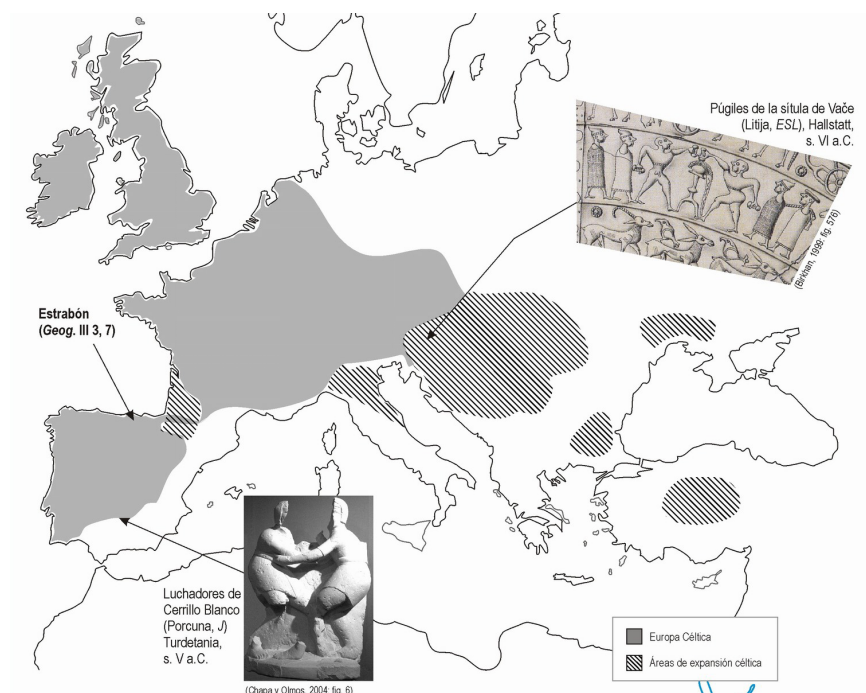 Púgiles de la sítula de Vače
(Litija, ESL), Hallstatt,
s. VI a.C.
(Birkhan, 1999: fig. 576)
Estrabón
(Geog. III 3, 7)
Luchadores de
Cerrillo Blanco
(Porcuna, J)
Turdetania,
s. V a.C.
(Chapa y Olmos, 2004: fig. 6)
Europa Céltica
Áreas de expansión céltica